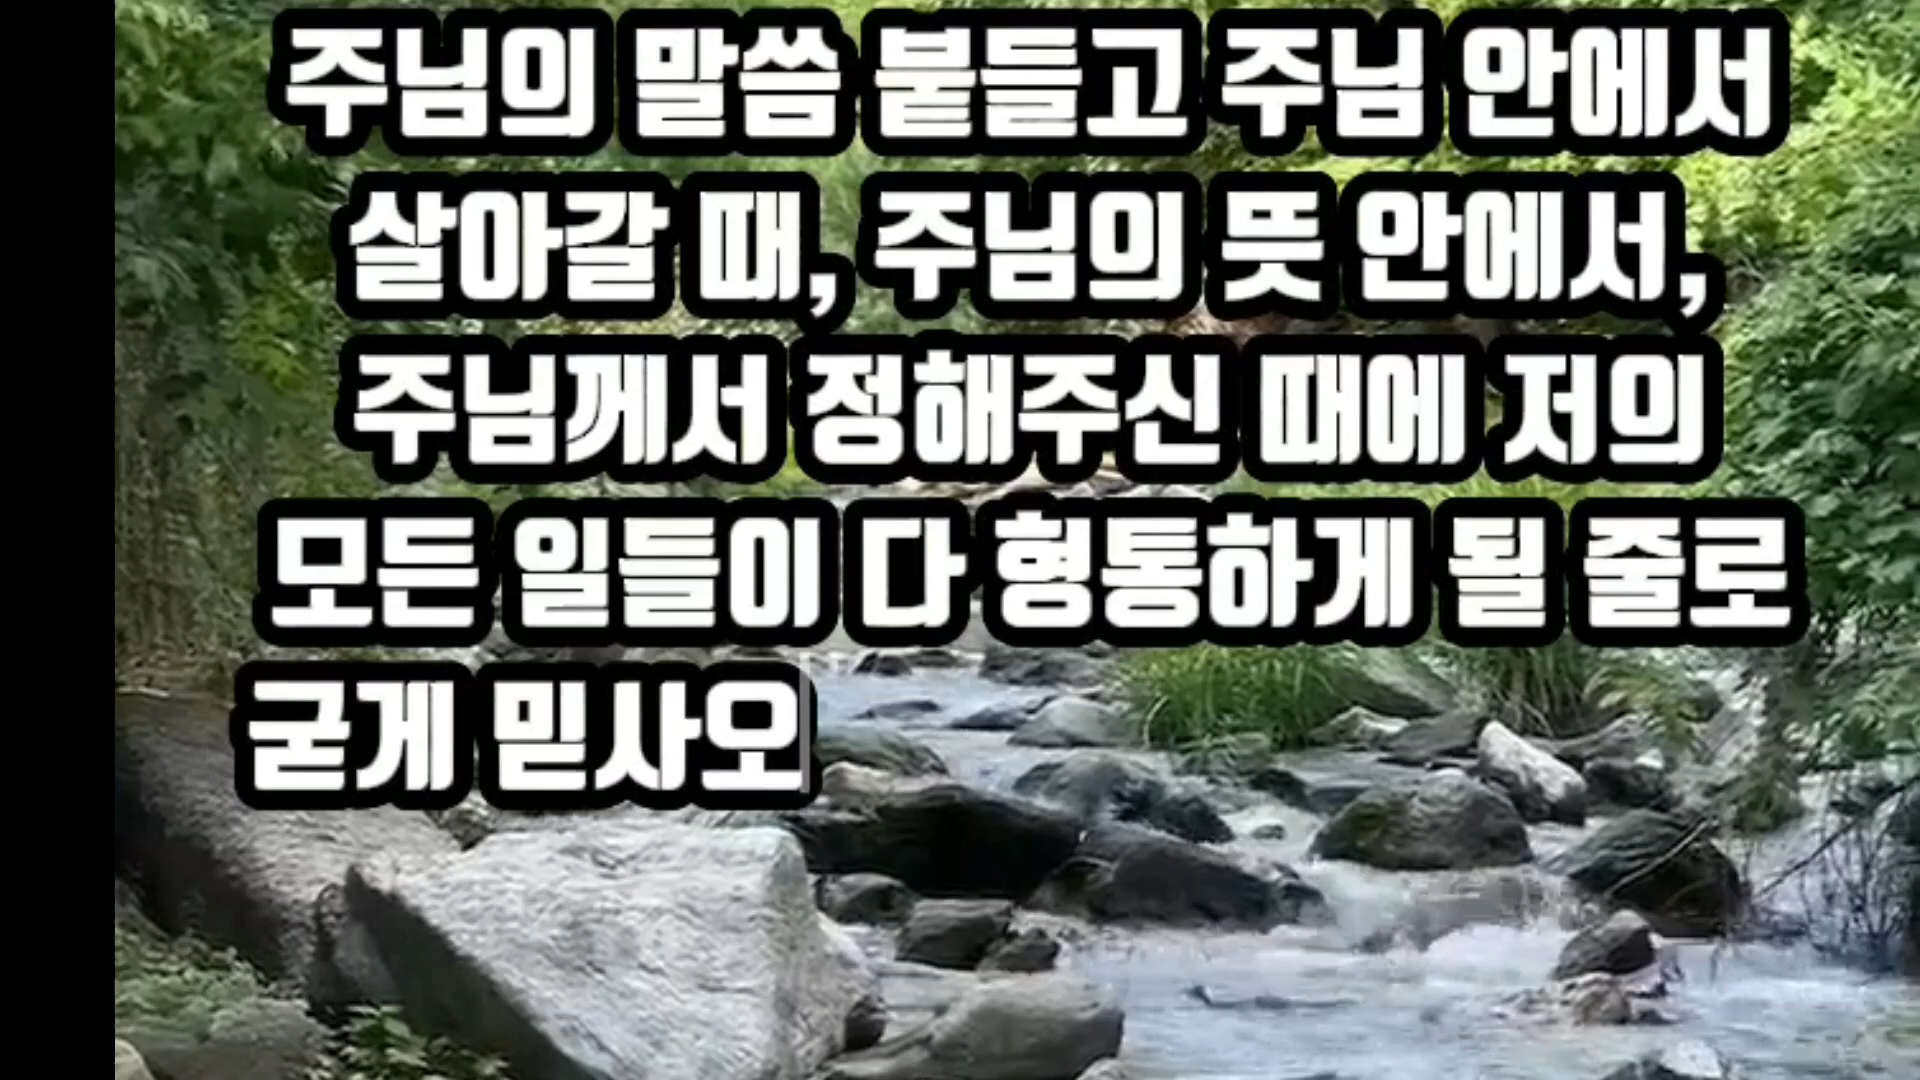 주님의 말씀 붙들고 주님 안에서
살아갈 때, 주님의 뜻 안에서,
주님께서 정해주신 때에 저의
모든 일들이 다 형통하게 될 줄로
굳게 믿사오